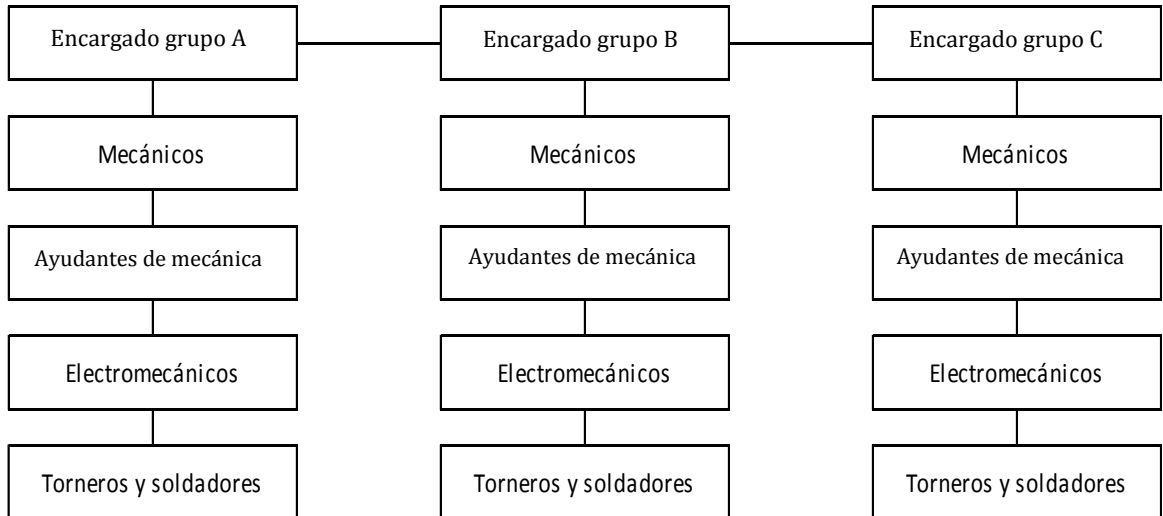 Encargado grupo A
Encargado grupo B
Encargado grupo C
Mecánicos
Mecánicos
Mecánicos
Ayudantes de mecánica
Ayudantes de mecánica
Ayudantes de mecánica
Electromecánicos
Electromecánicos
Electromecánicos
Torneros y soldadores
Torneros y soldadores
Torneros y soldadores